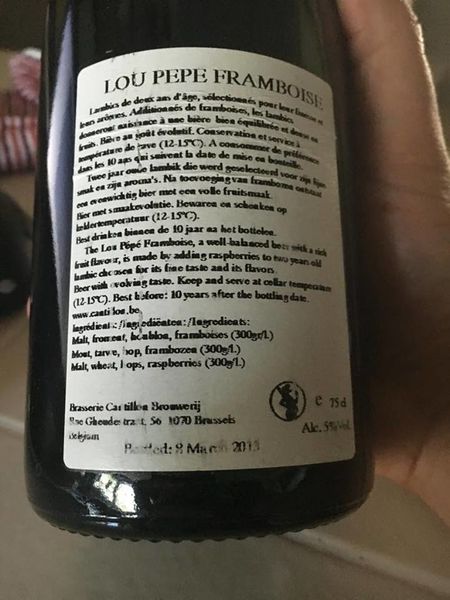 LOU PEPE FRAMBOISE
Lambics de deux ans d'âge, sélectionnés pour leur finesse et
leurs arômes. Additionnés de framboises, les lambics
donneront naissance à une bière bien équilibrée et dense en
fruits. Bière au goût évolutif. Conservation et service à
température de cave (12-15°C). A consommer de préférence
dans les 10 ans qui suivent la date de mise en bouteille.
Twee jaar oude lambik die werd geselecteerd voor zijn fijne
smak en zijn aroma's. Na toevoeging van frambozen ontstaat
een evenwichtig bier met een volle fruitsmaak.
Bier met smaakevolutie. Bewaren en schenken op
keldertemperatuur (12-15°C).
Best drinken binnen de 10 jaar na het bottelen.
The Lou Pépé Framboise, a well-balanced beer with a rich
fruit flavour, is made by adding raspberries to two years old
lambic chosen for its fine taste and its flavors.
Beer with evolving taste. Keep and serve at cellar temperature
(12-15°C). Best before: 10 years after the bottling date.
www.cantillon.be
Ingrédients:/Ingrediënten:/Ingredients:
Malt, froment, houblon, framboises (300gr/l.)
Mout, tarwe, hop, frambozen (300g/l.)
Malt, wheat, hops, raspberries (300g/l.)
Brasserie Cantillon Brouwerij
Rue Gheudestraat, 56 1070 Brussels
Belgium
e 75 cl
Alc. 5% Vol.
Bottled: 8 March 2013